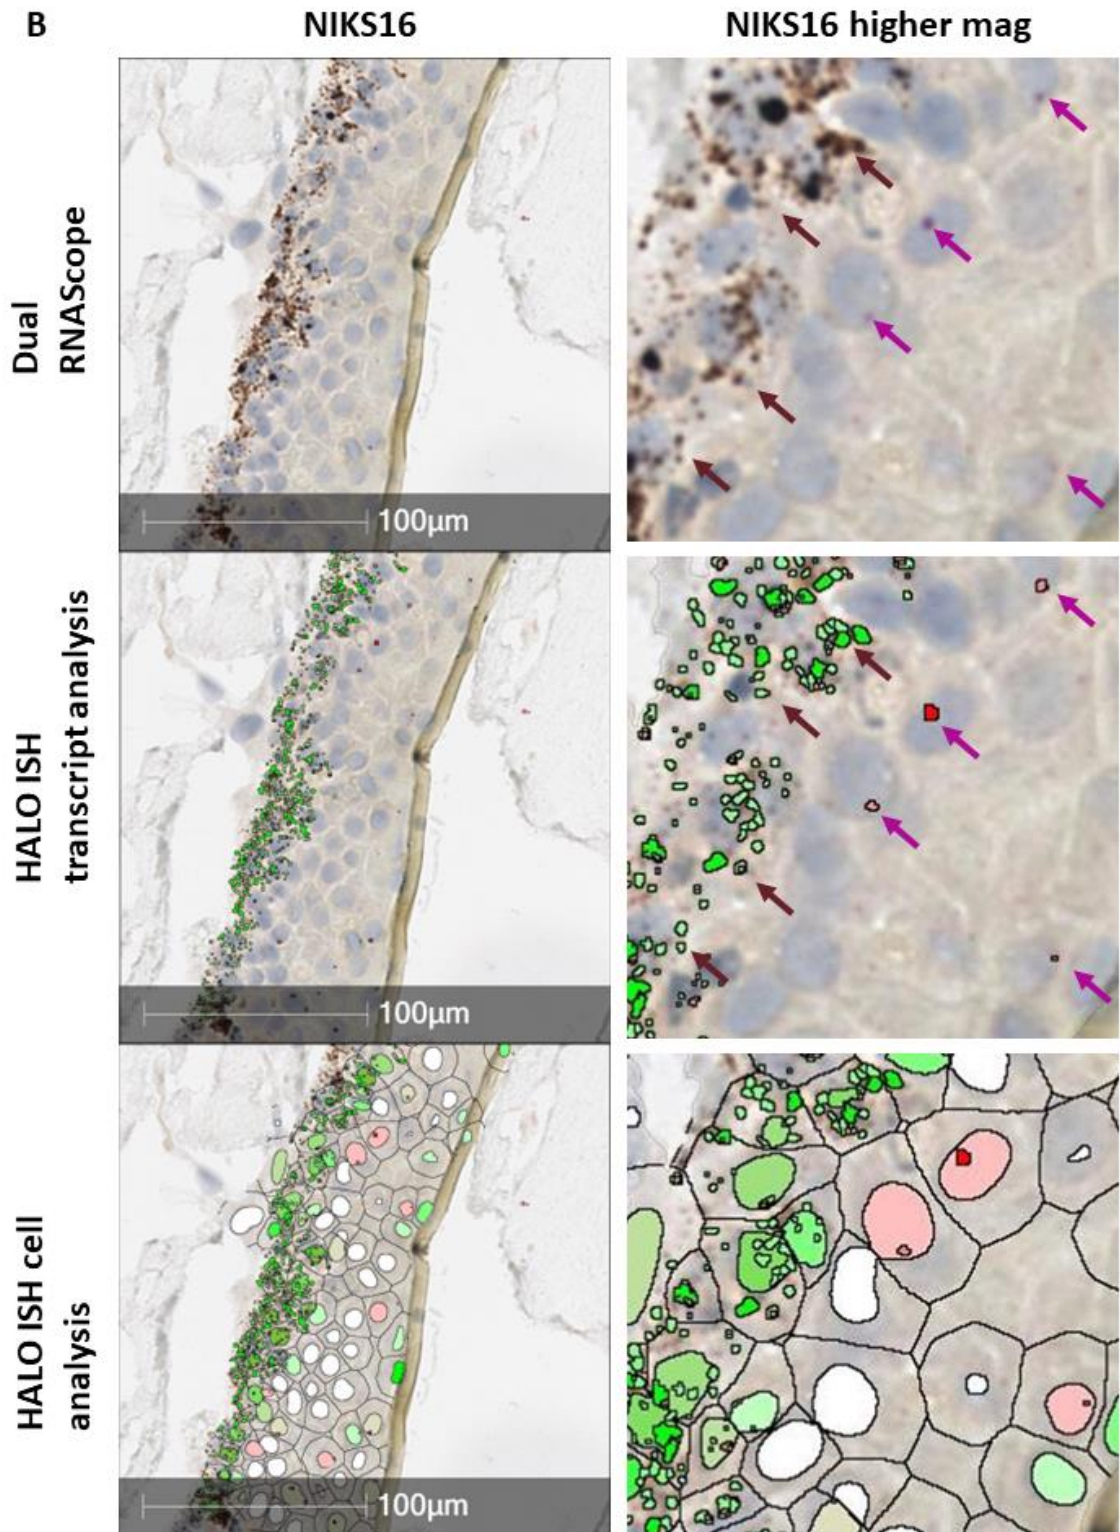 B
NIKS16
NIKS16 higher mag
Dual
RNAScope
100µm
HALO ISH
transcript analysis
100µm
HALO ISH cell
analysis
100µm